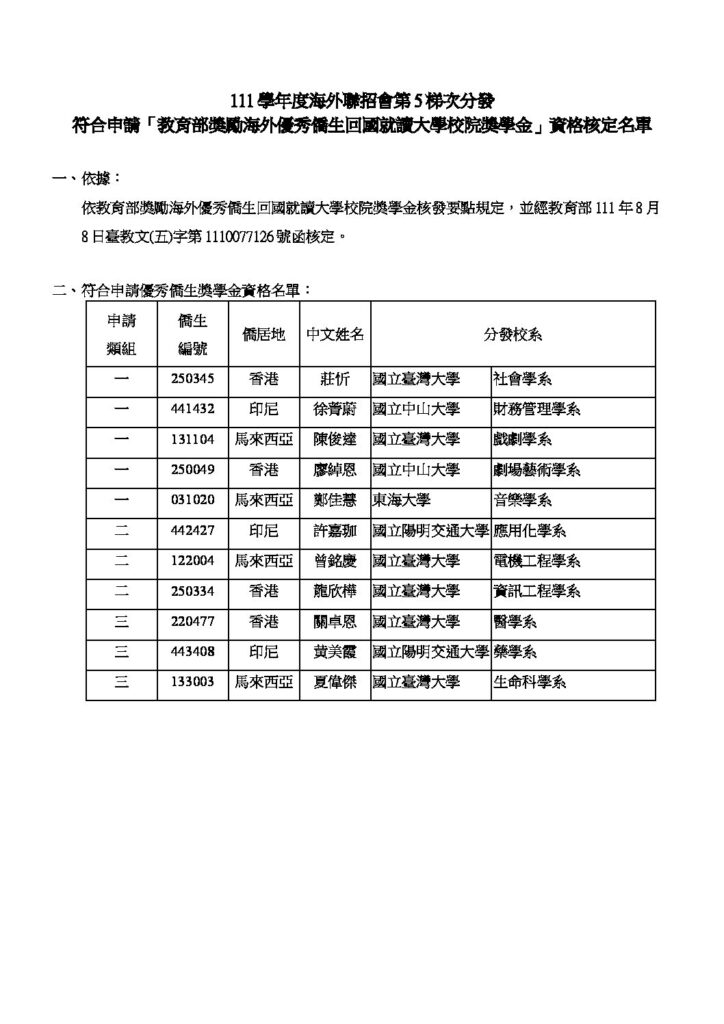 111 學年度海外聯招會第 5 梯次分發
符合申請「教育部獎勵海外優秀僑生回國就讀大學校院獎學金」資格核定名單
一、依據：
依教育部獎勵海外優秀僑生回國就讀大學校院獎學金核發要點規定，並經教育部 111 年 8 月
8 日臺教文(五)字第 1110077126 號函核定。
二、符合申請優秀僑生獎學金資格名單：
申請類組 僑生編號 僑居地 中文姓名 分發校系
一 250345 香港 莊忻 國立臺灣大學 社會學系
一 441432 印尼 徐菁蔚 國立中山大學 財務管理學系
一 131104 馬來西亞 陳俊達 國立臺灣大學 戲劇學系
一 250049 香港 廖綽恩 國立中山大學 劇場藝術學系
一 031020 馬來西亞 鄭佳慧 東海大學 音樂學系
二 442427 印尼 許嘉珈 國立陽明交通大學 應用化學系
二 122004 馬來西亞 曾銘慶 國立臺灣大學 電機工程學系
二 250334 香港 龍欣樺 國立臺灣大學 資訊工程學系
三 220477 香港 關卓恩 國立臺灣大學 醫學系
三 443408 印尼 黃美霞 國立陽明交通大學 藥學系
三 133003 馬來西亞 夏偉傑 國立臺灣大學 生命科學系